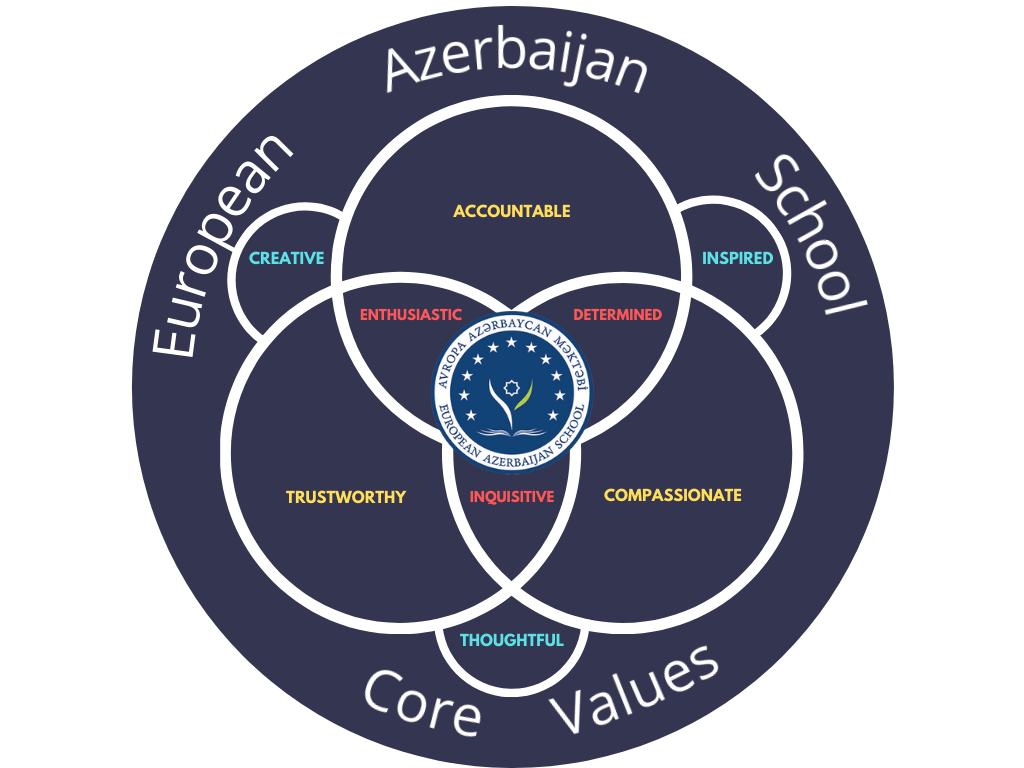 European Azerbaijan School
ACCOUNTABLE
CREATIVE
INSPIRED
ENTHUSIASTIC
DETERMINED
AVROPA AZƏRBAYCAN MƏKTƏBİ
EUROPEAN AZERBAIJAN SCHOOL
TRUSTWORTHY
INQUISITIVE
COMPASSIONATE
THOUGHTFUL
Core Values